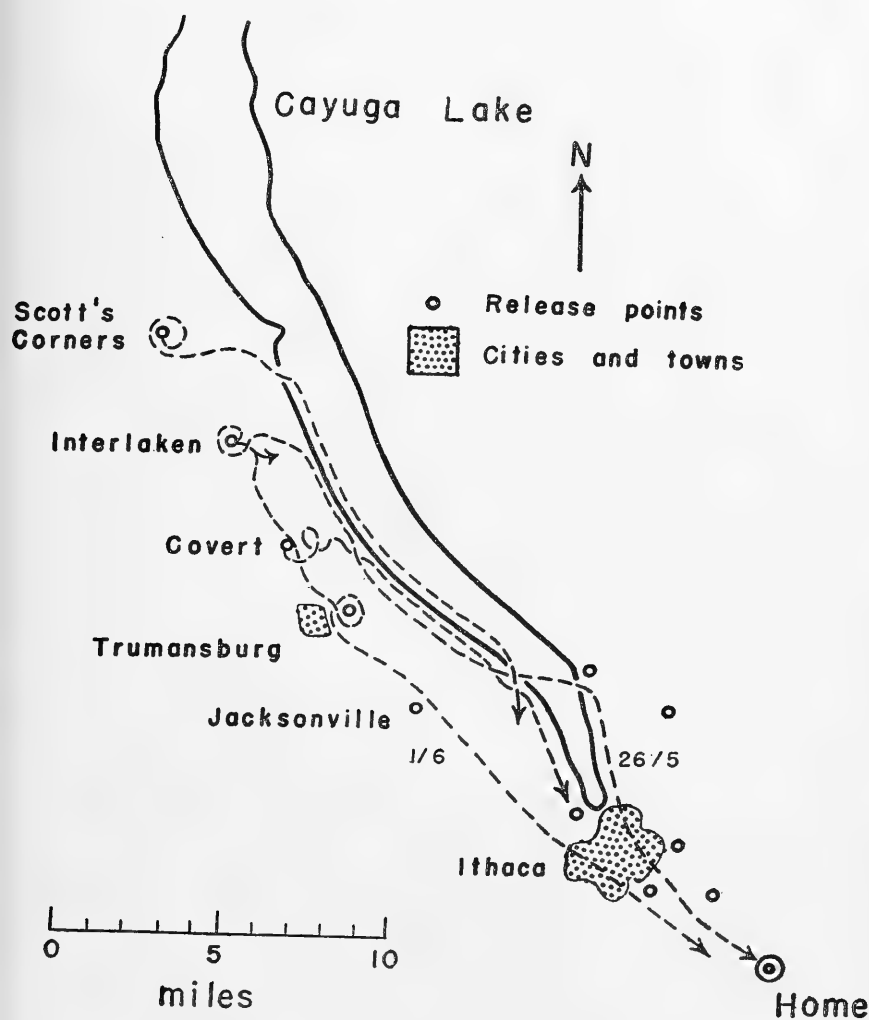 Cayuga Lake
N
Release points
Cities and towns
Scott's
Corners
Interlaken
Covert
Trumansburg
Jacksonville
1/6
26/5
Ithaca
0 5 10
miles
Home